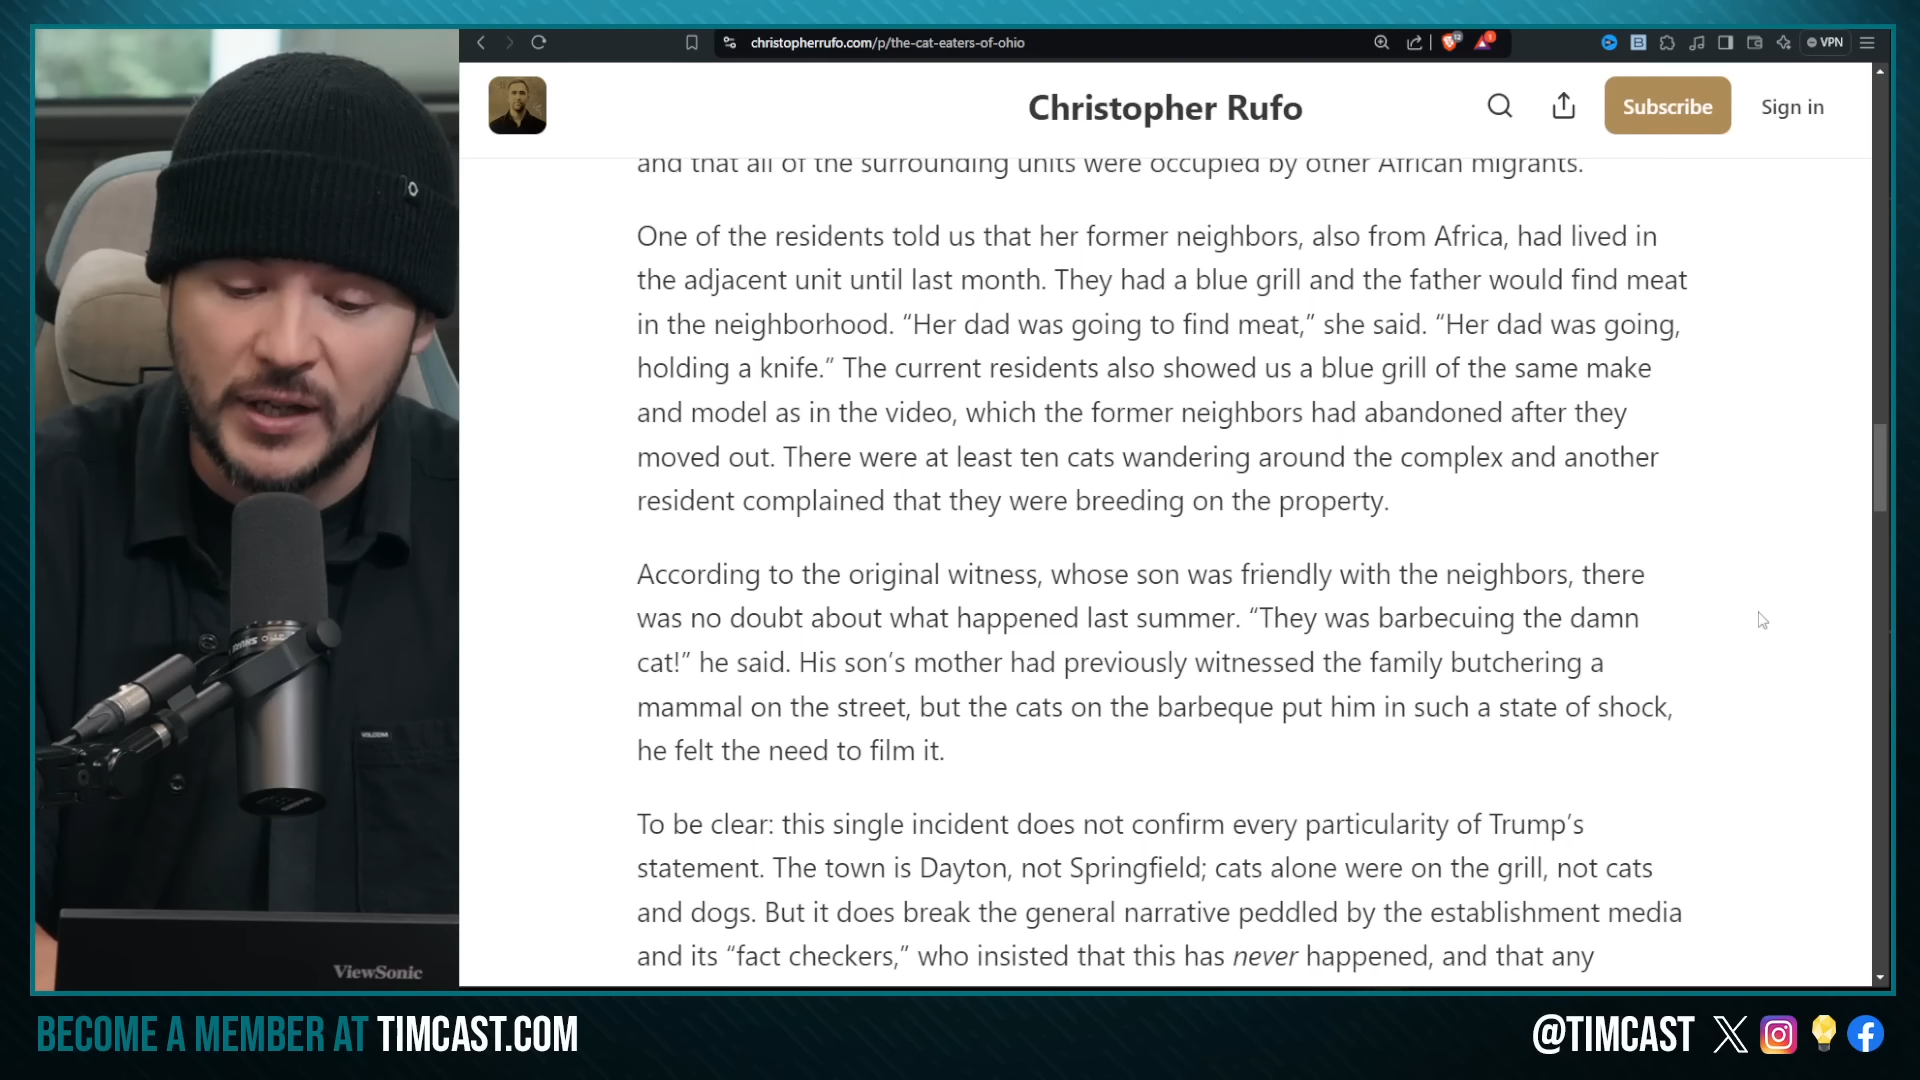 christopherrufo.com/p/the-cat-eaters-of-ohio
12
1
VPN
Christopher Rufo
Subscribe
Sign in
and that all of the surrounding units were occupied by other African migrants.
One of the residents told us that her former neighbors, also from Africa, had lived in
the adjacent unit until last month. They had a blue grill and the father would find meat
in the neighborhood. “Her dad was going to find meat,” she said. “Her dad was going,
holding a knife.” The current residents also showed us a blue grill of the same make
and model as in the video, which the former neighbors had abandoned after they
moved out. There were at least ten cats wandering around the complex and another
resident complained that they were breeding on the property.
According to the original witness, whose son was friendly with the neighbors, there
was no doubt about what happened last summer. “They was barbecuing the damn
cat!” he said. His son’s mother had previously witnessed the family butchering a
mammal on the street, but the cats on the barbeque put him in such a state of shock,
he felt the need to film it.
To be clear: this single incident does not confirm every particularity of Trump’s
statement. The town is Dayton, not Springfield; cats alone were on the grill, not cats
and dogs. But it does break the general narrative peddled by the establishment media
and its “fact checkers,” who insisted that this has never happened, and that any
SHURE
VOLCOM
ViewSonic
BECOME A MEMBER AT TIMCAST.COM
@TIMCAST